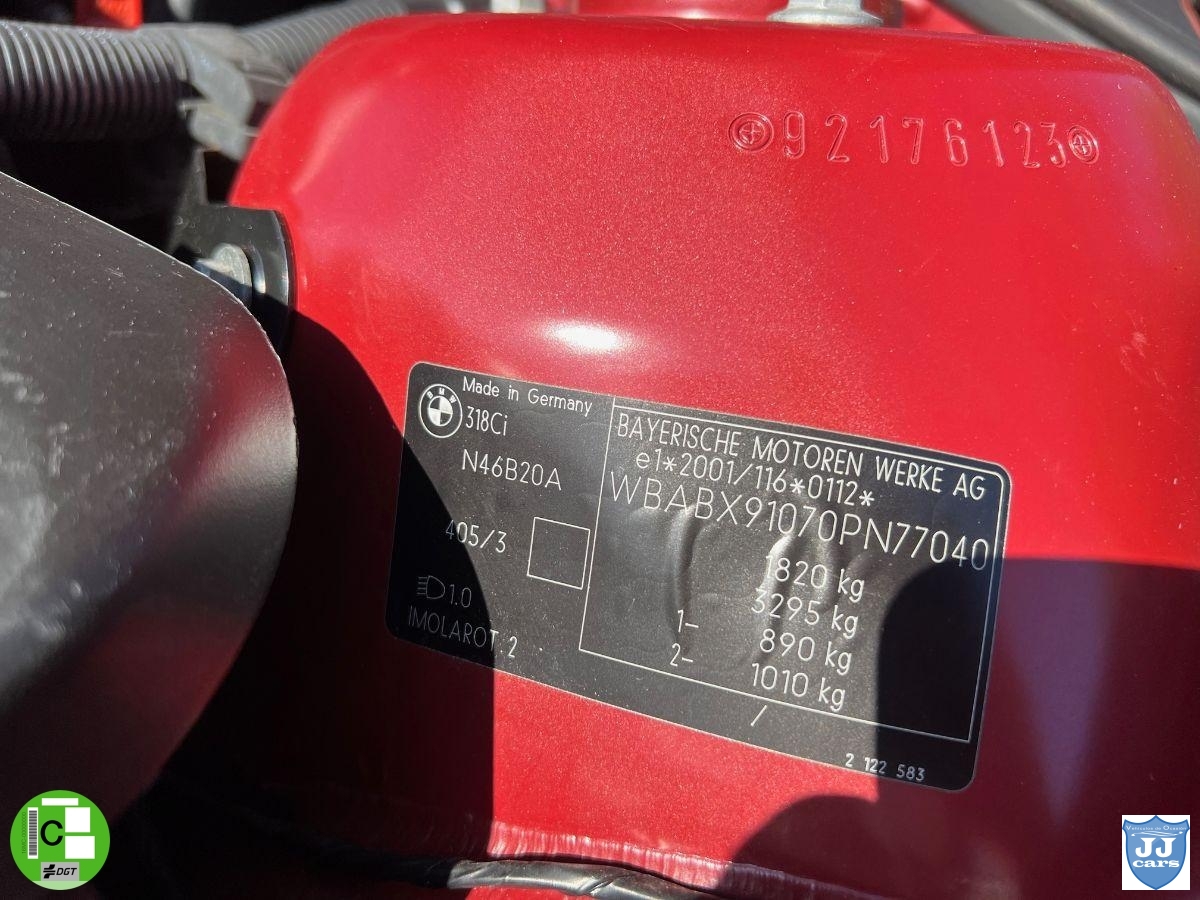 92176123
BMW
Made in Germany
318Ci
N46B20A
405/3
1.0
IMOLAROT 2
BAYERISCHE MOTOREN WERKE AG
e1*2001/116*0112*
WBABX91070PN77040
1820 kg
3295 kg
1- 890 kg
2- 1010 kg
/
2 122 583
C
DGT
JJ
cars